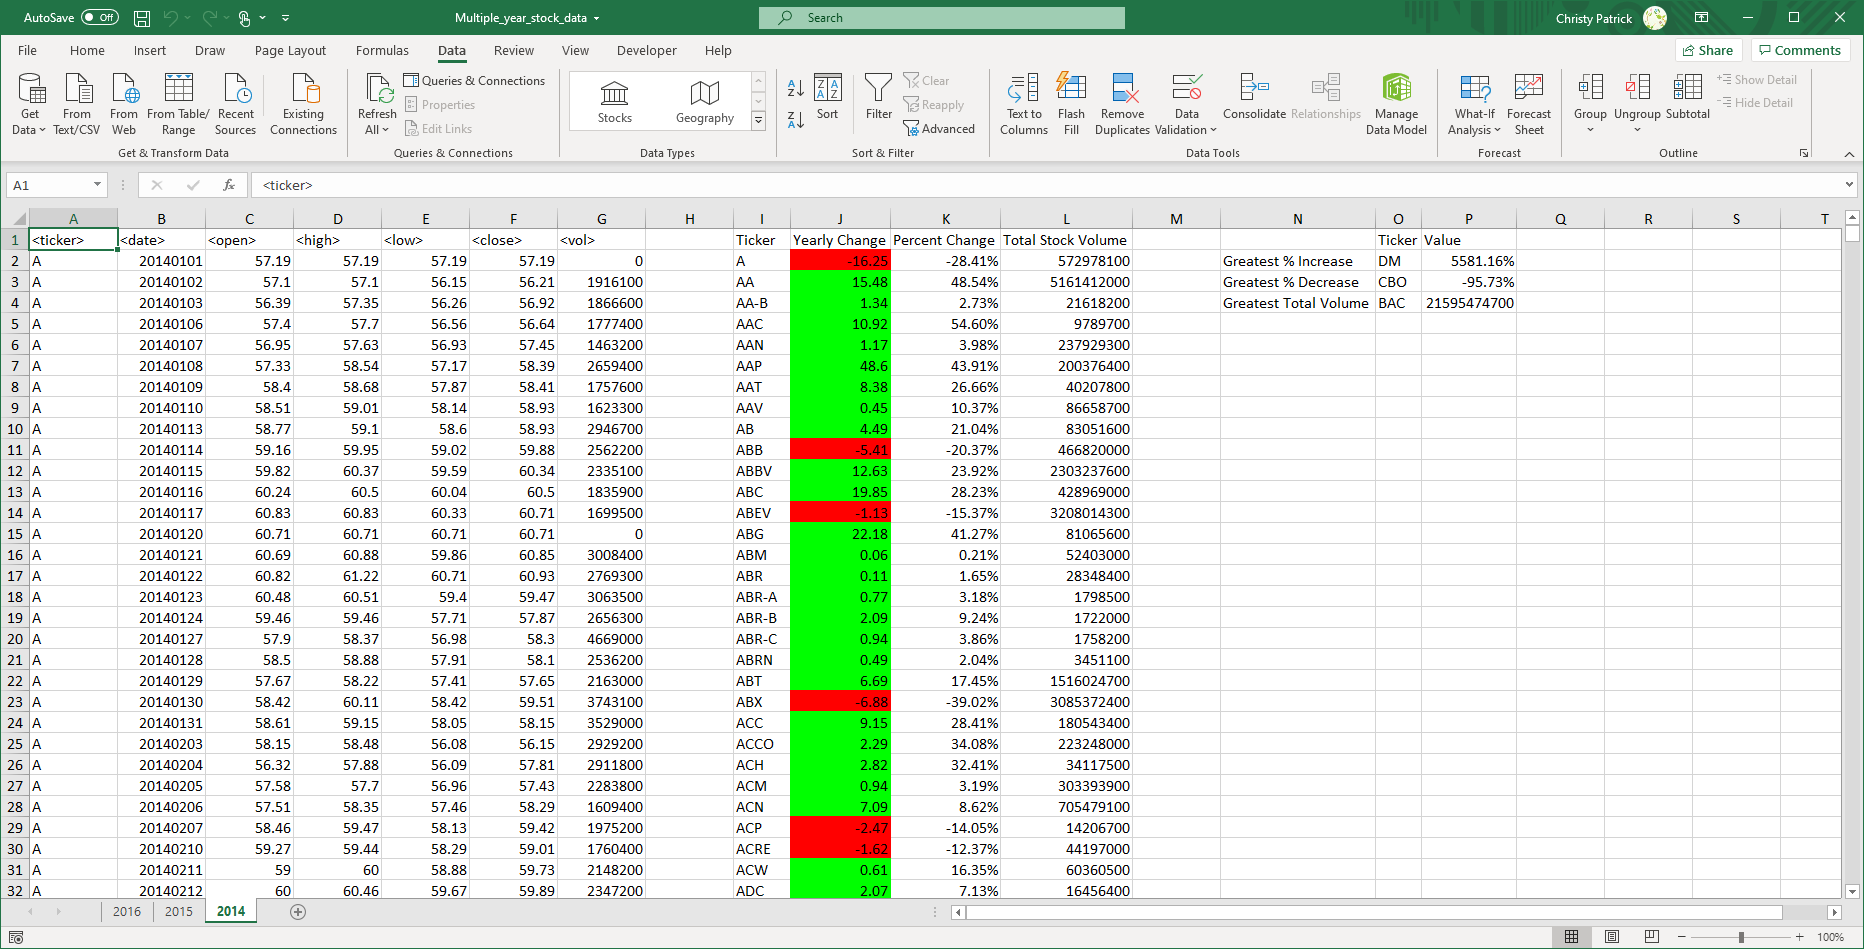 AutoSave Off Multiple_year_stock_data Search Christy Patrick
File Home Insert Draw Page Layout Formulas Data Review View Developer Help Share Comments
Get Data From Text/CSV From Web From Table/ Range Recent Sources Existing Connections Refresh All Queries & Connections Properties Edit Links Stocks Geography Sort Filter Clear Reapply Advanced Text to Columns Flash Fill Remove Duplicates Data Validation Consolidate Relationships Manage Data Model What-If Analysis Forecast Sheet Group Ungroup Subtotal Show Detail Hide Detail
Get & Transform Data Queries & Connections Data Types Sort & Filter Data Tools Forecast Outline
A1 fx <ticker>
A B C D E F G H I J K L M N O P Q R S T
1 <ticker> <date> <open> <high> <low> <close> <vol> Ticker Yearly Change Percent Change Total Stock Volume Ticker Value
2 A 20140101 57.19 57.19 57.19 57.19 0 A -16.25 -28.41% 572978100 Greatest % Increase DM 5581.16%
3 A 20140102 57.1 57.1 56.15 56.21 1916100 AA 15.48 48.54% 5161412000 Greatest % Decrease CBO -95.73%
4 A 20140103 56.39 57.35 56.26 56.92 1866600 AA-B 1.34 2.73% 21618200 Greatest Total Volume BAC 21595474700
5 A 20140106 57.4 57.7 56.56 56.64 1777400 AAC 10.92 54.60% 9789700
6 A 20140107 56.95 57.63 56.93 57.45 1463200 AAN 1.17 3.98% 237929300
7 A 20140108 57.33 58.54 57.17 58.39 2659400 AAP 48.6 43.91% 200376400
8 A 20140109 58.4 58.68 57.87 58.41 1757600 AAT 8.38 26.66% 40207800
9 A 20140110 58.51 59.01 58.14 58.93 1623300 AAV 0.45 10.37% 86658700
10 A 20140113 58.77 59.1 58.6 58.93 2946700 AB 4.49 21.04% 83051600
11 A 20140114 59.16 59.95 59.02 59.88 2562200 ABB -5.41 -20.37% 466820000
12 A 20140115 59.82 60.37 59.59 60.34 2335100 ABBV 12.63 23.92% 2303237600
13 A 20140116 60.24 60.5 60.04 60.5 1835900 ABC 19.85 28.23% 428969000
14 A 20140117 60.83 60.83 60.33 60.71 1699500 ABEV -1.13 -15.37% 3208014300
15 A 20140120 60.71 60.71 60.71 60.71 0 ABG 22.18 41.27% 81065600
16 A 20140121 60.69 60.88 59.86 60.85 3008400 ABM 0.06 0.21% 52403000
17 A 20140122 60.82 61.22 60.71 60.93 2769300 ABR 0.11 1.65% 28348400
18 A 20140123 60.48 60.51 59.4 59.47 3063500 ABR-A 0.77 3.18% 1798500
19 A 20140124 59.46 59.46 57.71 57.87 2656300 ABR-B 2.09 9.24% 1722000
20 A 20140127 57.9 58.37 56.98 58.3 4669000 ABR-C 0.94 3.86% 1758200
21 A 20140128 58.5 58.88 57.91 58.1 2536200 ABRN 0.49 2.04% 3451100
22 A 20140129 57.67 58.22 57.41 57.65 2163000 ABT 6.69 17.45% 1516024700
23 A 20140130 58.42 60.11 58.42 59.51 3743100 ABX -6.88 -39.02% 3085372400
24 A 20140131 58.61 59.15 58.05 58.15 3529000 ACC 9.15 28.41% 180543400
25 A 20140203 58.15 58.48 56.08 56.15 2929200 ACCO 2.29 34.08% 223248000
26 A 20140204 56.32 57.88 56.09 57.81 2911800 ACH 2.82 32.41% 34117500
27 A 20140205 57.58 57.7 56.96 57.43 2283800 ACM 0.94 3.19% 303393900
28 A 20140206 57.51 58.35 57.46 58.29 1609400 ACN 7.09 8.62% 705479100
29 A 20140207 58.46 59.47 58.13 59.42 1975200 ACP -2.47 -14.05% 14206700
30 A 20140210 59.27 59.44 58.29 59.01 1760400 ACRE -1.62 -12.37% 44197000
31 A 20140211 59 60 58.88 59.73 2148200 ACW 0.61 16.35% 60360500
32 A 20140212 60 60.46 59.67 59.89 2347200 ADC 2.07 7.13% 16456400
2016 2015 2014
100%